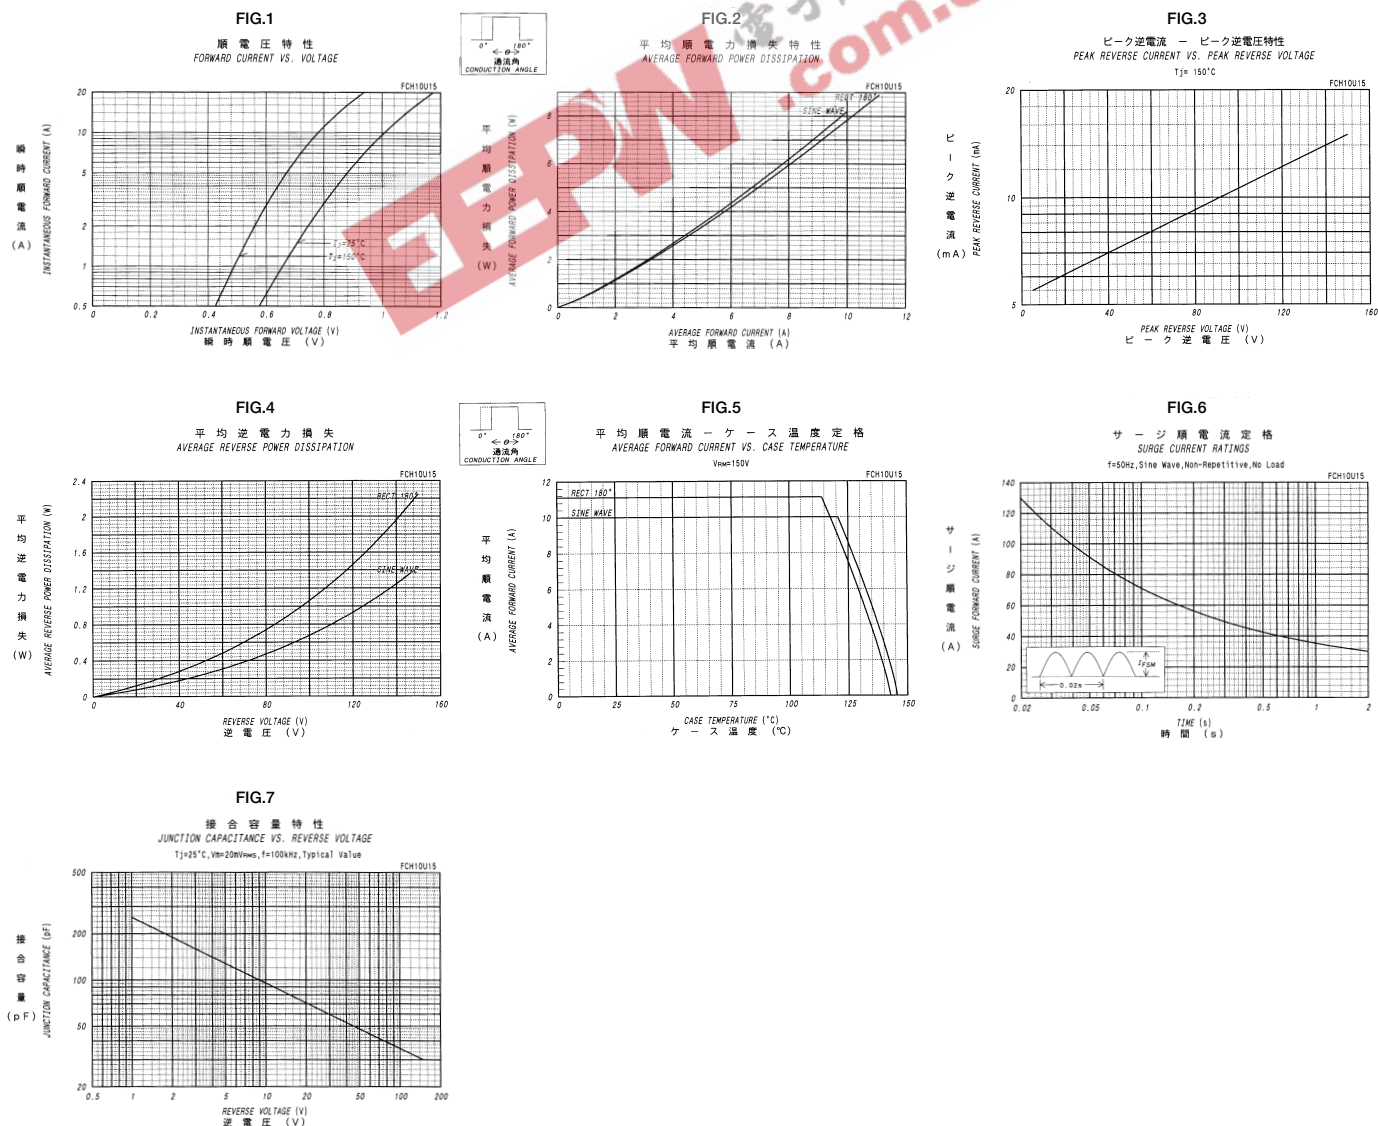 FIG.1
順電圧特性
FORWARD CURRENT VS. VOLTAGE
FCH10U15
瞬時順電流 (A)
INSTANTANEOUS FORWARD CURRENT (A)
20
10
5
2
1
0.5
Tj=75°C
Tj=150°C
0 0.2 0.4 0.6 0.8 1 1.2
INSTANTANEOUS FORWARD VOLTAGE (V)
瞬時順電圧 (V)
0° 180°
θ
通流角
CONDUCTION ANGLE
FIG.2
平均順電力損失特性
AVERAGE FORWARD POWER DISSIPATION
FCH10U15
RECT 180°
SINE WAVE
平均順電力損失 (W)
AVERAGE FORWARD POWER DISSIPATION (W)
8
6
4
2
0
0 2 4 6 8 10 12
AVERAGE FORWARD CURRENT (A)
平均順電流 (A)
EEPW
.com.c
FIG.3
ピーク逆電流 − ピーク逆電圧特性
PEAK REVERSE CURRENT VS. PEAK REVERSE VOLTAGE
Tj= 150°C
FCH10U15
ピーク逆電流 (mA)
PEAK REVERSE CURRENT (mA)
20
10
5
0 40 80 120 160
PEAK REVERSE VOLTAGE (V)
ピーク逆電圧 (V)
FIG.4
平均逆電力損失
AVERAGE REVERSE POWER DISSIPATION
FCH10U15
RECT 180°
SINE WAVE
平均逆電力損失 (W)
AVERAGE REVERSE POWER DISSIPATION (W)
2.4
2
1.6
1.2
0.8
0.4
0
0 40 80 120 160
REVERSE VOLTAGE (V)
逆電圧 (V)
0° 180°
θ
通流角
CONDUCTION ANGLE
FIG.5
平均順電流−ケース温度定格
AVERAGE FORWARD CURRENT VS. CASE TEMPERATURE
VRM=150V
FCH10U15
RECT 180°
SINE WAVE
平均順電流 (A)
AVERAGE FORWARD CURRENT (A)
12
10
8
6
4
2
0
0 25 50 75 100 125 150
CASE TEMPERATURE (°C)
ケース温度 (℃)
FIG.6
サージ順電流定格
SURGE CURRENT RATINGS
f=50Hz,Sine Wave,Non-Repetitive,No Load
FCH10U15
サージ順電流 (A)
SURGE FORWARD CURRENT (A)
140
120
100
80
60
40
20
0
IFSM
0.02s
0.02 0.05 0.1 0.2 0.5 1 2
TIME (s)
時間 (s)
FIG.7
接合容量特性
JUNCTION CAPACITANCE VS. REVERSE VOLTAGE
Tj=25°C,Vm=20mVRMS,f=100kHz,Typical Value
FCH10U15
接合容量 (pF)
JUNCTION CAPACITANCE (pF)
500
200
100
50
20
0.5 1 2 5 10 20 50 100 200
REVERSE VOLTAGE (V)
逆電圧 (V)